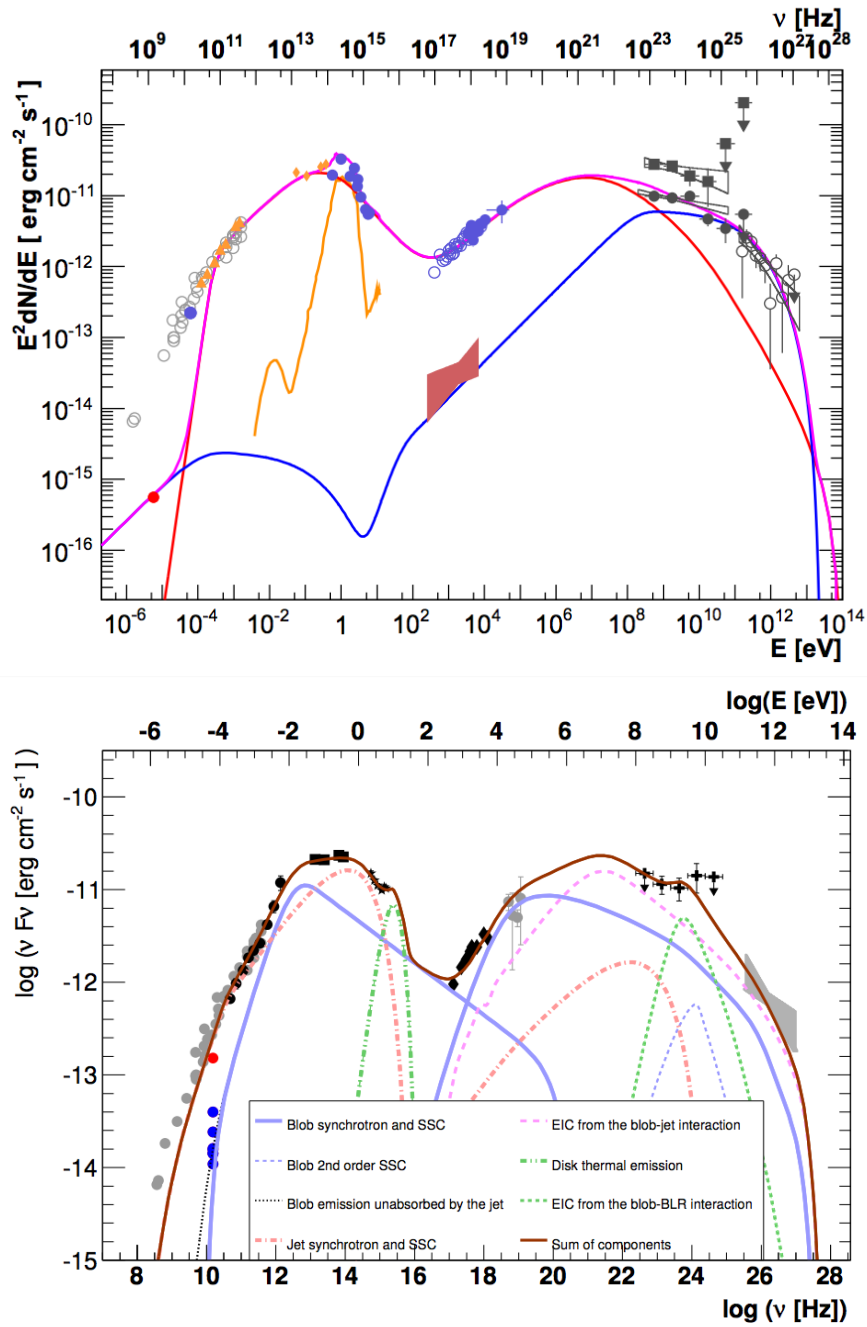 ν [Hz]
10^9 10^11 10^13 10^15 10^17 10^19 10^21 10^23 10^25 10^27 10^28
E^2dN/dE [ erg cm^-2 s^-1 ]
10^-10
10^-11
10^-12
10^-13
10^-14
10^-15
10^-16
10^-6 10^-4 10^-2 1 10^2 10^4 10^6 10^8 10^10 10^12 10^14
E [eV]
log(E [eV])
-6 -4 -2 0 2 4 6 8 10 12 14
log (ν Fν [erg cm^-2 s^-1 ] )
-10
-11
-12
-13
-14
-15
Blob synchrotron and SSC
Blob 2nd order SSC
Blob emission unabsorbed by the jet
Jet synchrotron and SSC
EIC from the blob-jet interaction
Disk thermal emission
EIC from the blob-BLR interaction
Sum of components
8 10 12 14 16 18 20 22 24 26 28
log (ν [Hz])